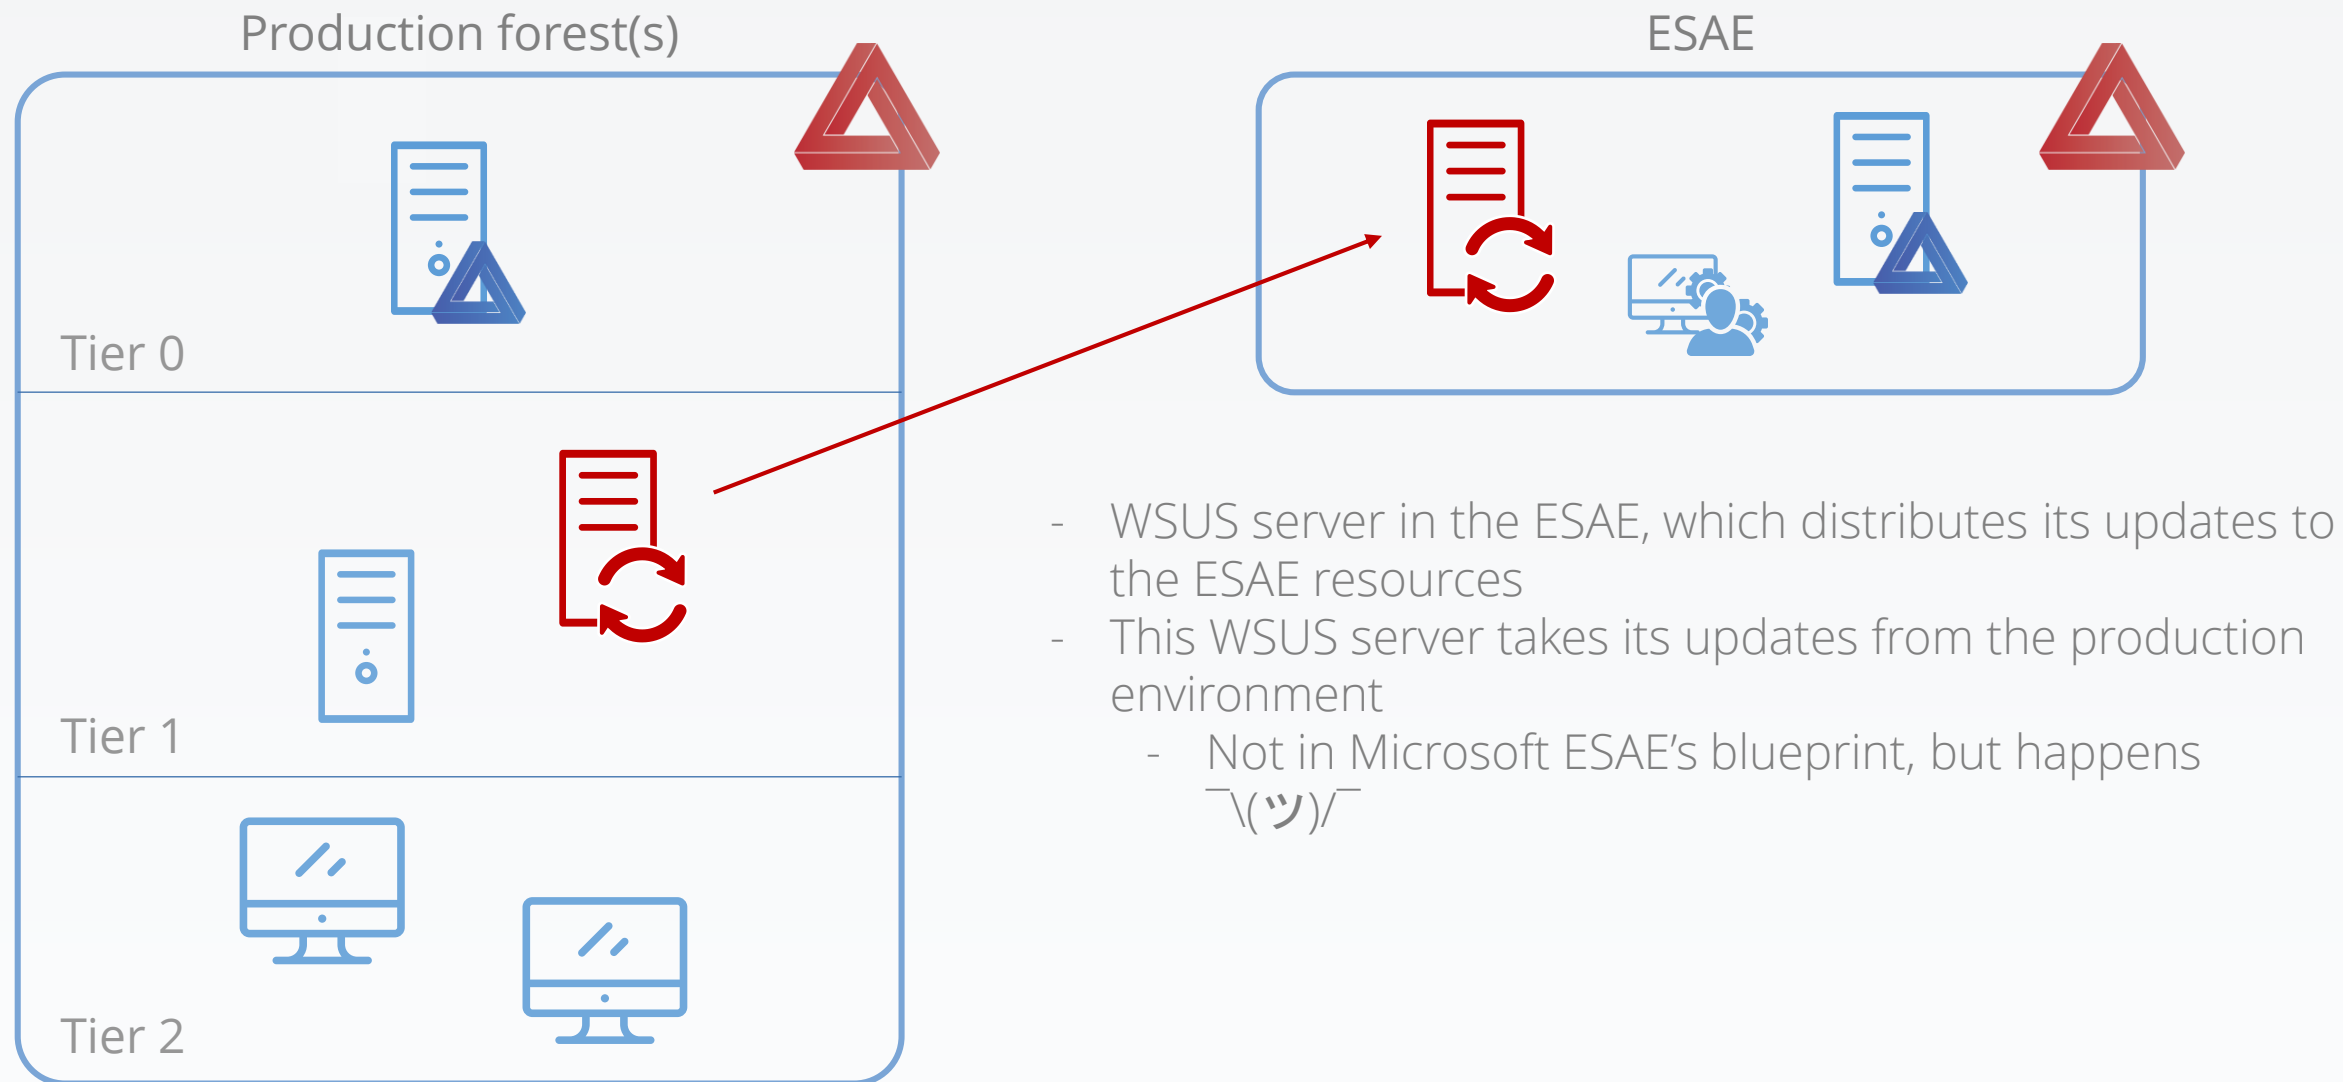 Production forest(s)
ESAE
Tier 0
Tier 1
Tier 2
- WSUS server in the ESAE, which distributes its updates to
the ESAE resources
- This WSUS server takes its updates from the production
environment
- Not in Microsoft ESAE’s blueprint, but happens
¯\(ツ)/¯